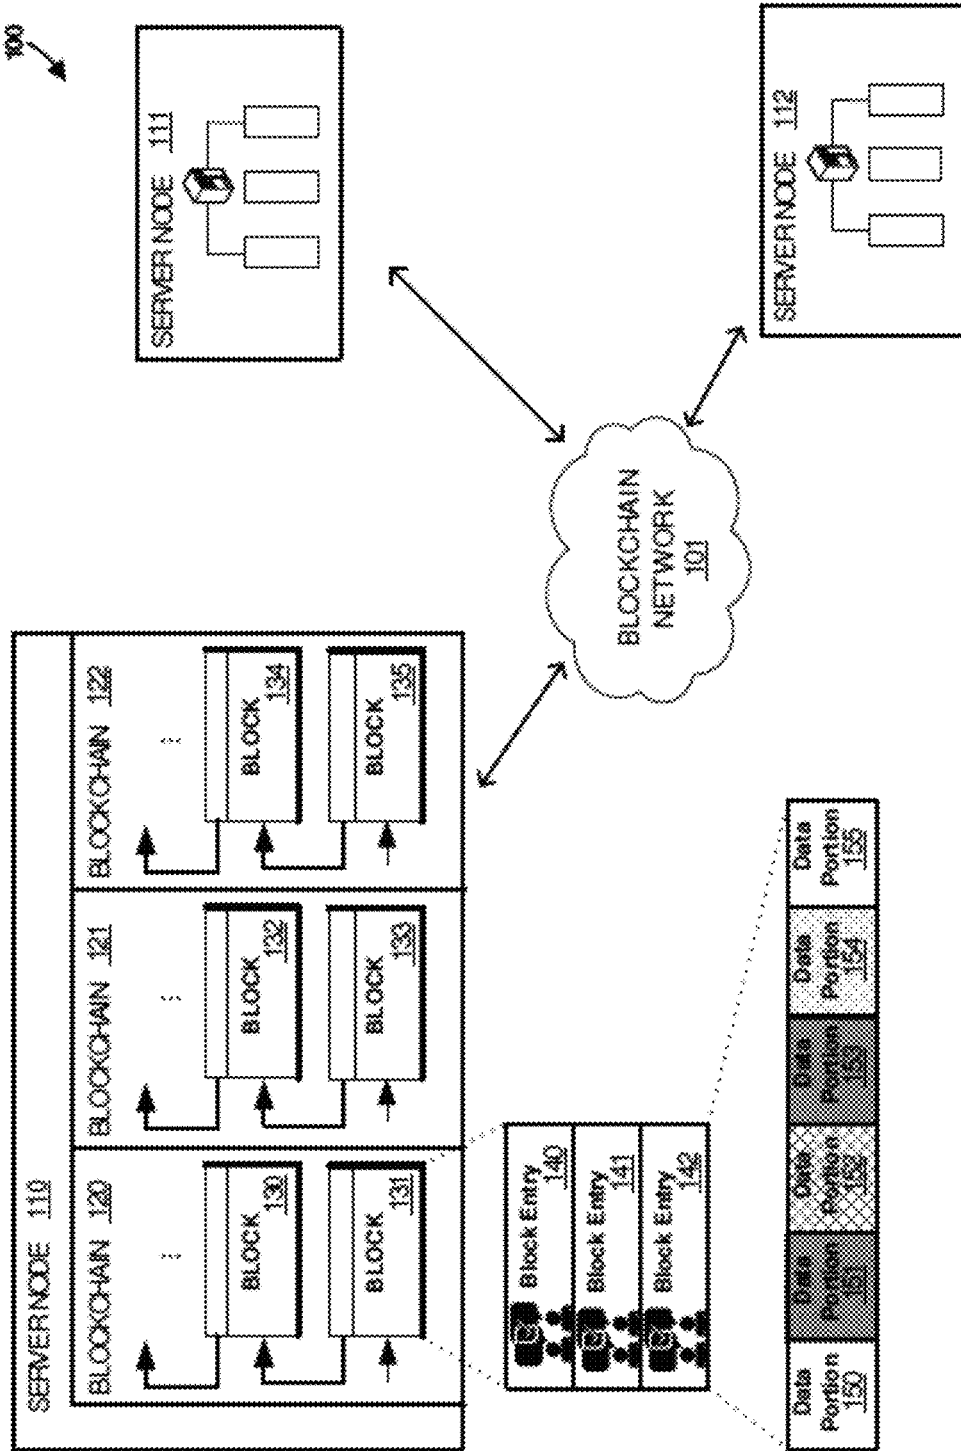 100
SERVER NODE 110
BLOCKCHAIN 120
⋮
BLOCK
130
BLOCK
131
BLOCKCHAIN 121
⋮
BLOCK
132
BLOCK
133
BLOCKCHAIN 122
⋮
BLOCK
134
BLOCK
135
SERVER NODE 111
SERVER NODE 112
BLOCKCHAIN
NETWORK
101
Block Entry
140
Block Entry
141
Block Entry
142
Data
Portion
150
Data
Portion
151
Data
Portion
152
Data
Portion
153
Data
Portion
154
Data
Portion
155